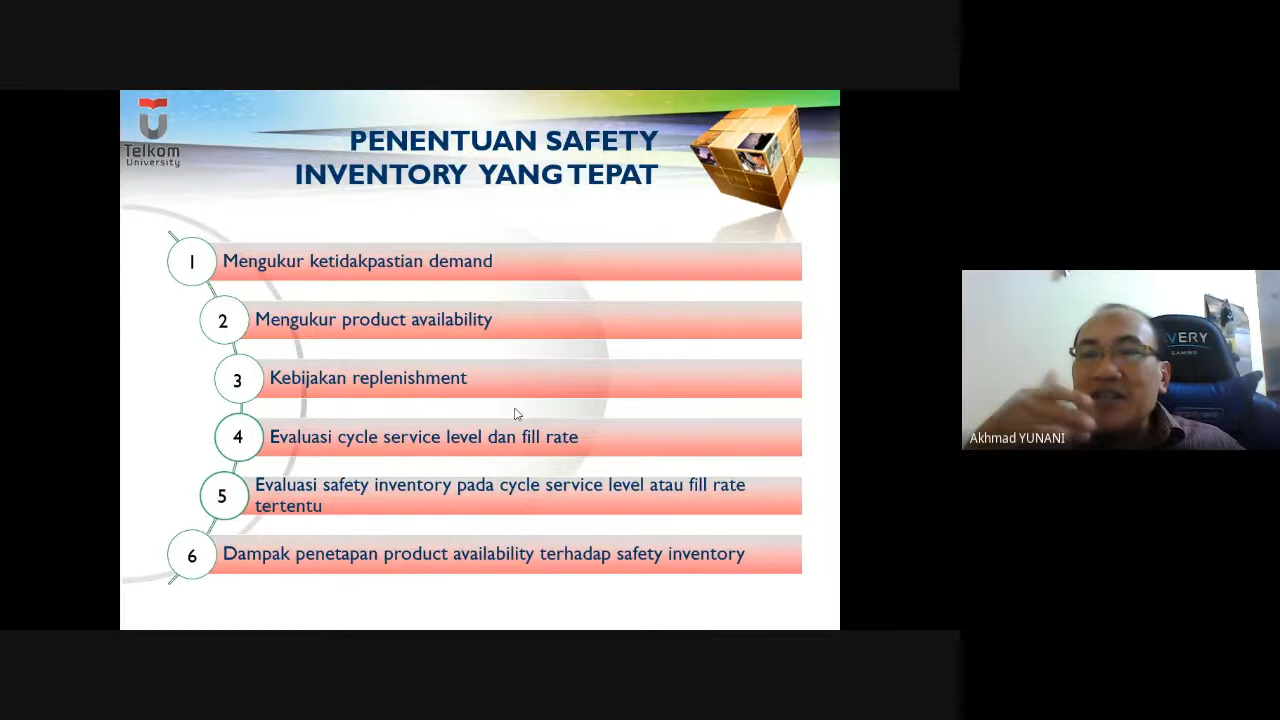 Telkom
University
PENENTUAN SAFETY
INVENTORY YANG TEPAT
1 Mengukur ketidakpastian demand
2 Mengukur product availability
3 Kebijakan replenishment
4 Evaluasi cycle service level dan fill rate
5 Evaluasi safety inventory pada cycle service level atau fill rate
tertentu
6 Dampak penetapan product availability terhadap safety inventory
VERY
GAMING
Akhmad YUNANI